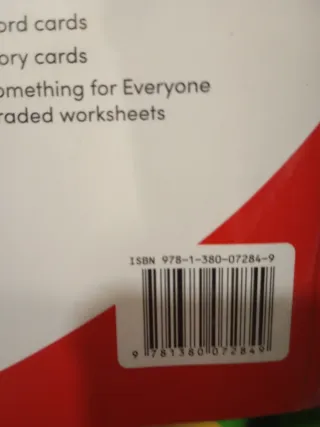 ord cards
ory cards
omething for Everyone
raded worksheets
ISBN 978-1-380-07284-9
9 781380 072849